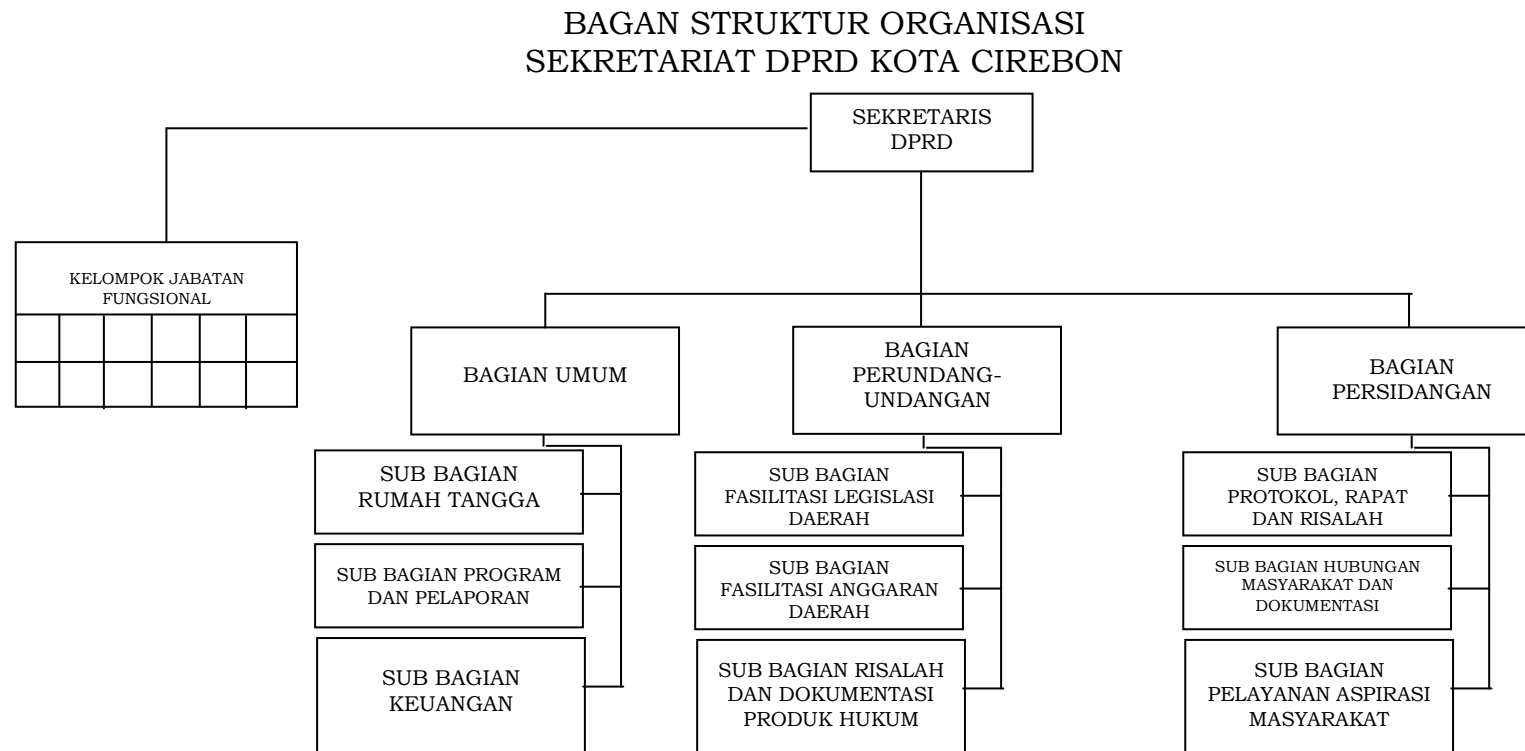 BAGAN STRUKTUR ORGANISASI
SEKRETARIAT DPRD KOTA CIREBON
SEKRETARIS
DPRD
KELOMPOK JABATAN
FUNGSIONAL
BAGIAN UMUM
BAGIAN
PERUNDANG-
UNDANGAN
BAGIAN
PERSIDANGAN
SUB BAGIAN
RUMAH TANGGA
SUB BAGIAN PROGRAM
DAN PELAPORAN
SUB BAGIAN
KEUANGAN
SUB BAGIAN
FASILITASI LEGISLASI
DAERAH
SUB BAGIAN
FASILITASI ANGGARAN
DAERAH
SUB BAGIAN RISALAH
DAN DOKUMENTASI
PRODUK HUKUM
SUB BAGIAN
PROTOKOL, RAPAT
DAN RISALAH
SUB BAGIAN HUBUNGAN
MASYARAKAT DAN
DOKUMENTASI
SUB BAGIAN
PELAYANAN ASPIRASI
MASYARAKAT